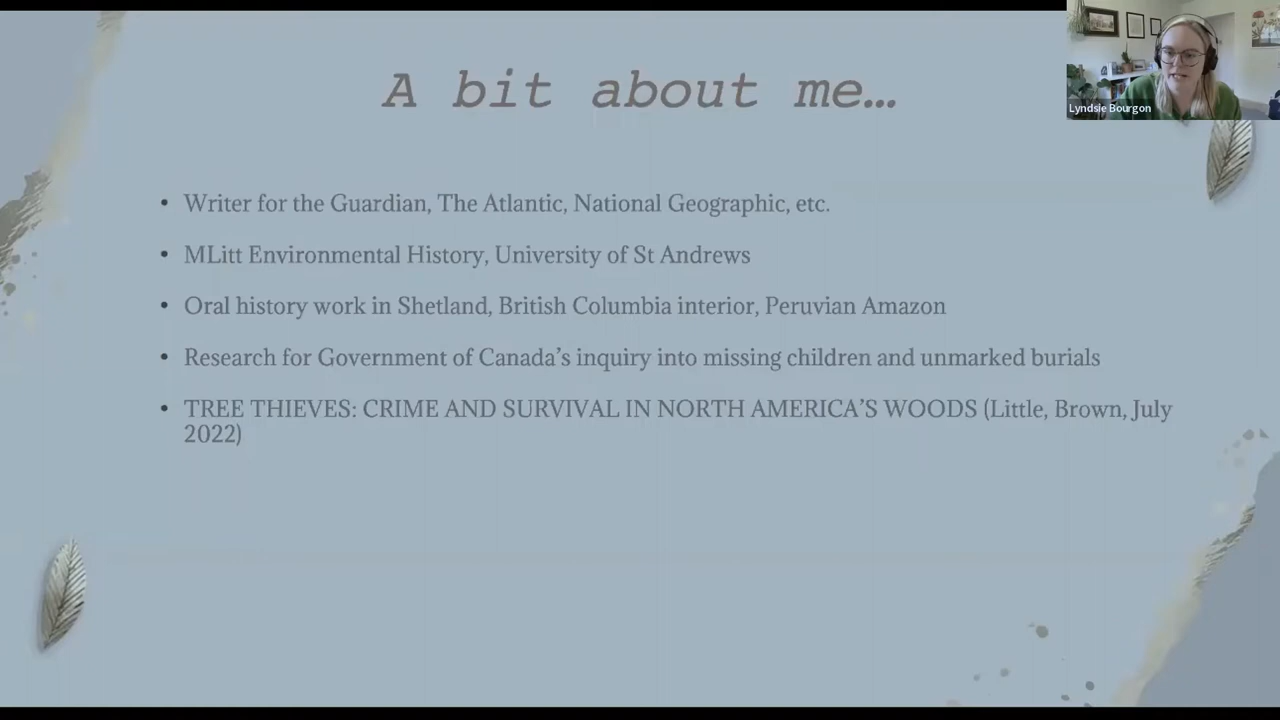 A bit about me…
Lyndsie Bourgon
• Writer for the Guardian, The Atlantic, National Geographic, etc.
• MLitt Environmental History, University of St Andrews
• Oral history work in Shetland, British Columbia interior, Peruvian Amazon
• Research for Government of Canada’s inquiry into missing children and unmarked burials
• TREE THIEVES: CRIME AND SURVIVAL IN NORTH AMERICA’S WOODS (Little, Brown, July
2022)